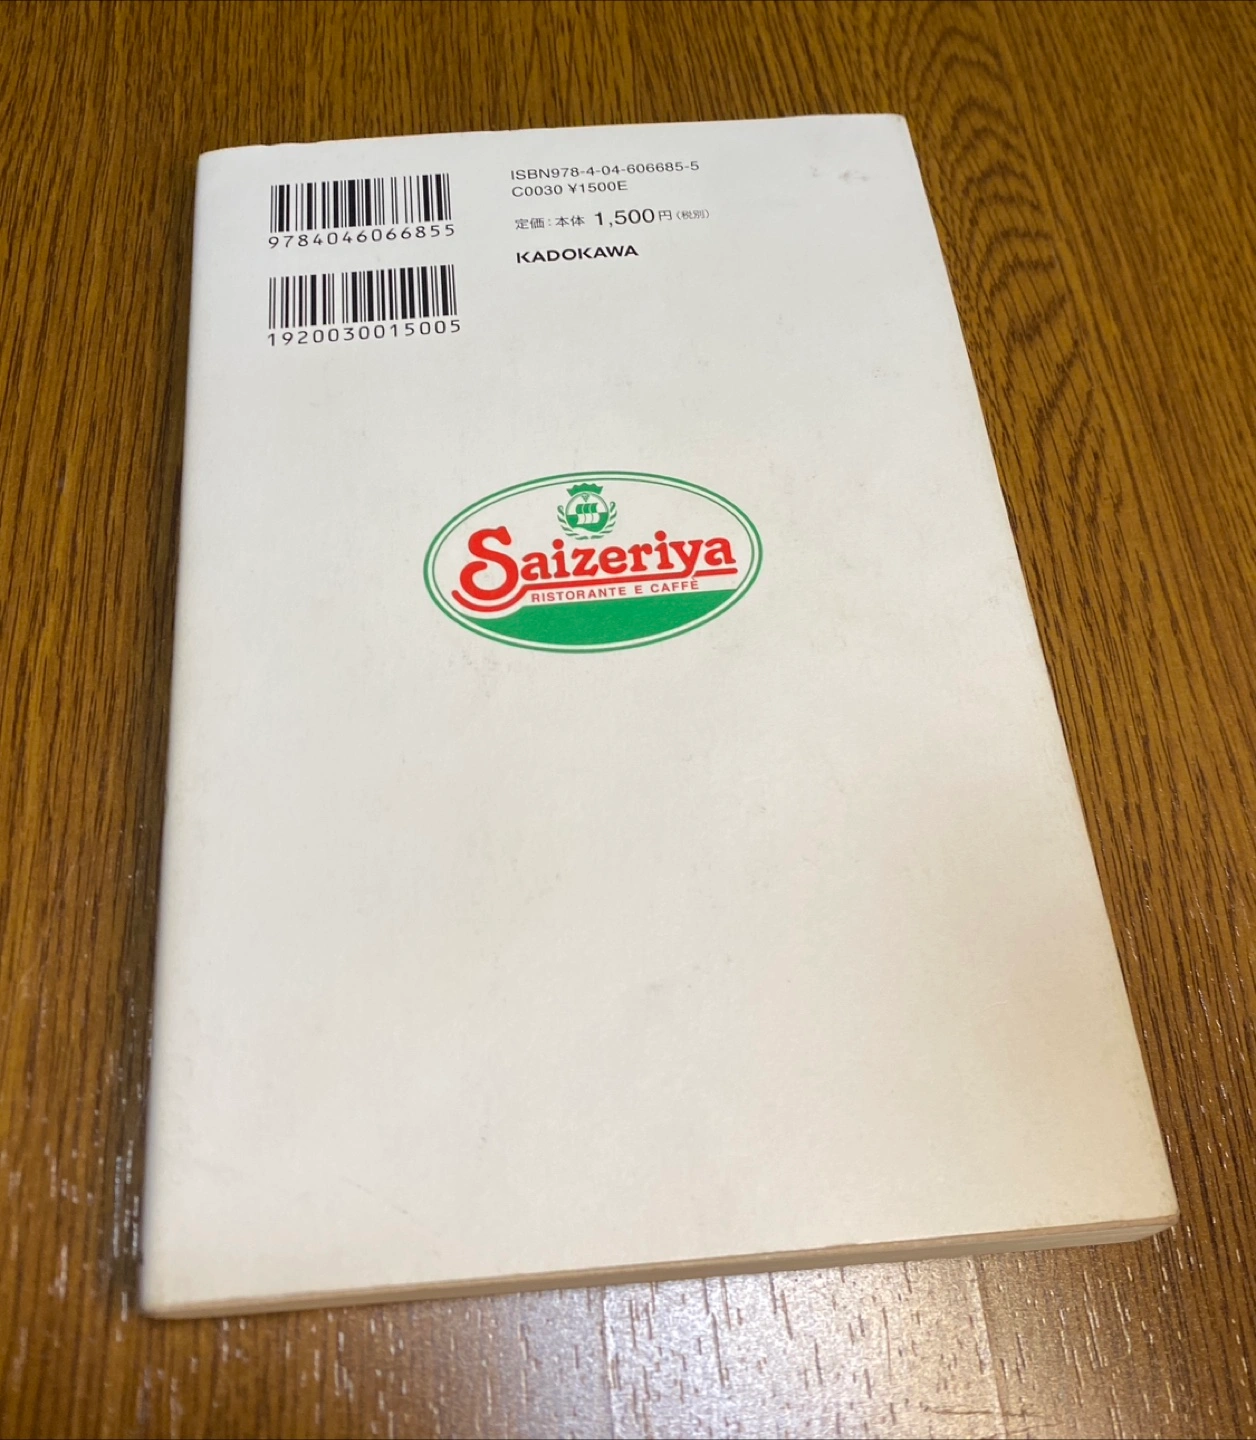 9784046066855
1920030015005
ISBN978-4-04-606685-5
C0030 ¥1500E
定価：本体 1,500円（税別）
KADOKAWA
Saizeriya
RISTORANTE E CAFFÈ